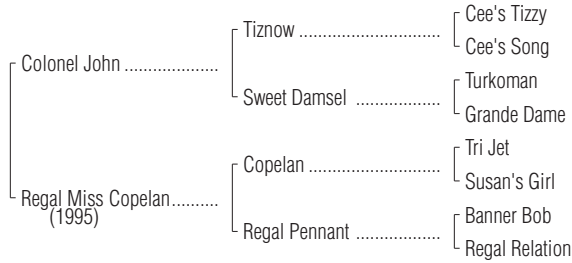 Cee's Tizzy
Tiznow ...........................
Cee's Song
Colonel John ..................
Turkoman
Sweet Damsel ................
Grande Dame
Tri Jet
Copelan .........................
Susan's Girl
Regal Miss Copelan.........
(1995)
Banner Bob
Regal Pennant ................
Regal Relation